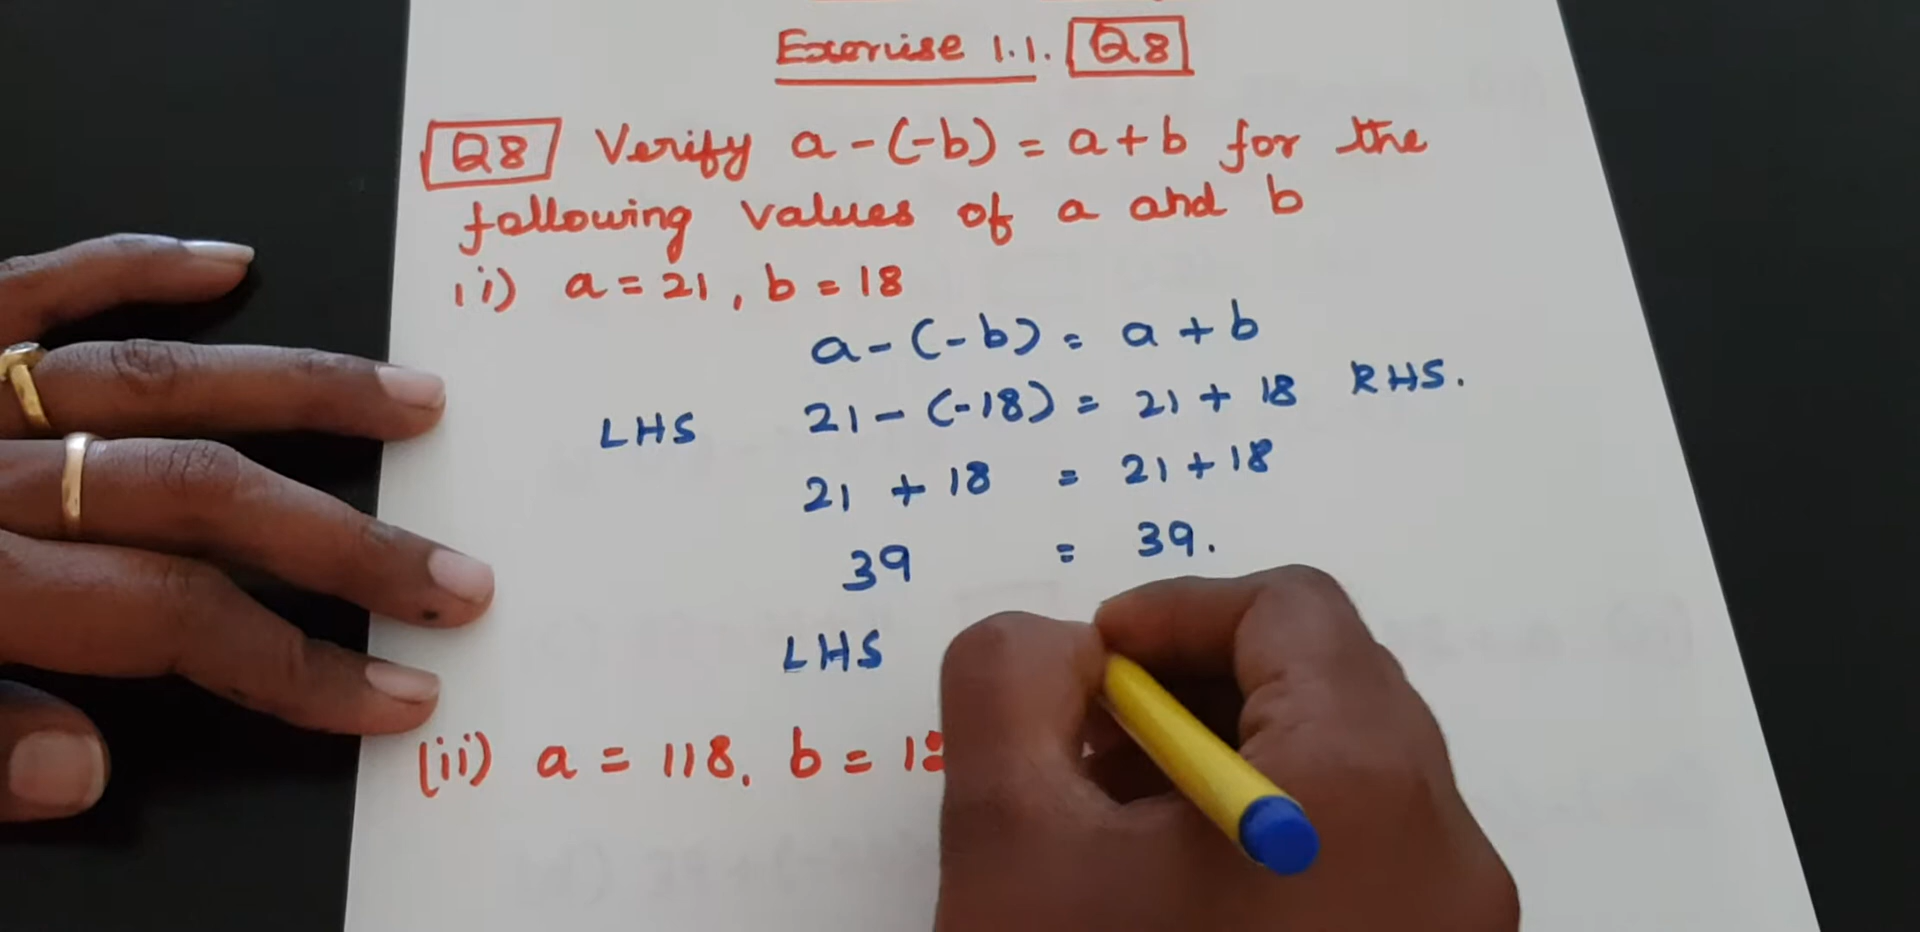 Exercise 1.1. Q8
Q8 Verify a - (-b) = a + b for the
following values of a and b
(i) a = 21, b = 18
a - (-b) = a + b
LHS 21 - (-18) = 21 + 18 RHS.
21 + 18 = 21 + 18
39 = 39.
LHS
(ii) a = 118. b =